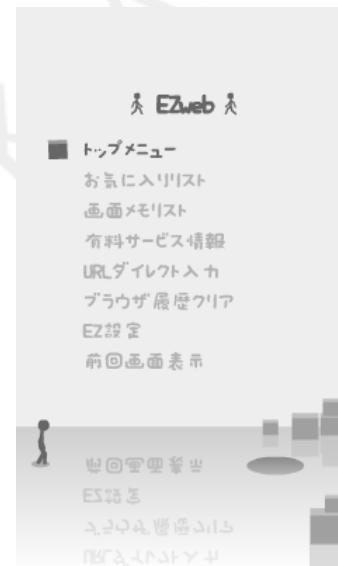 EZweb
トップメニュー
お気に入りリスト
画面メモリスト
有料サービス情報
URLダイレクト入力
ブラウザ履歴クリア
EZ設定
前回画面表示